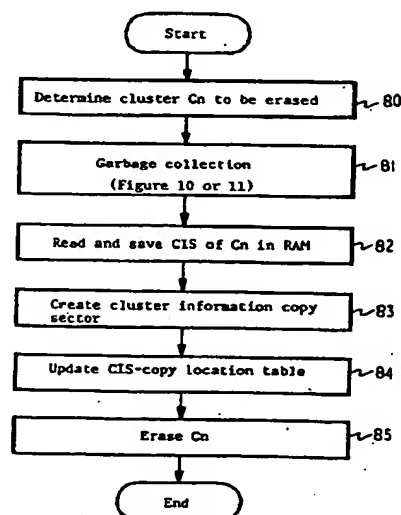 Start
Determine cluster Cn to be erased 80
Garbage collection
(Figure 10 or 11)
81
Read and save CIS of Cn in RAM 82
Create cluster information copy
sector
83
Update CIS-copy location table 84
Erase Cn 85
End